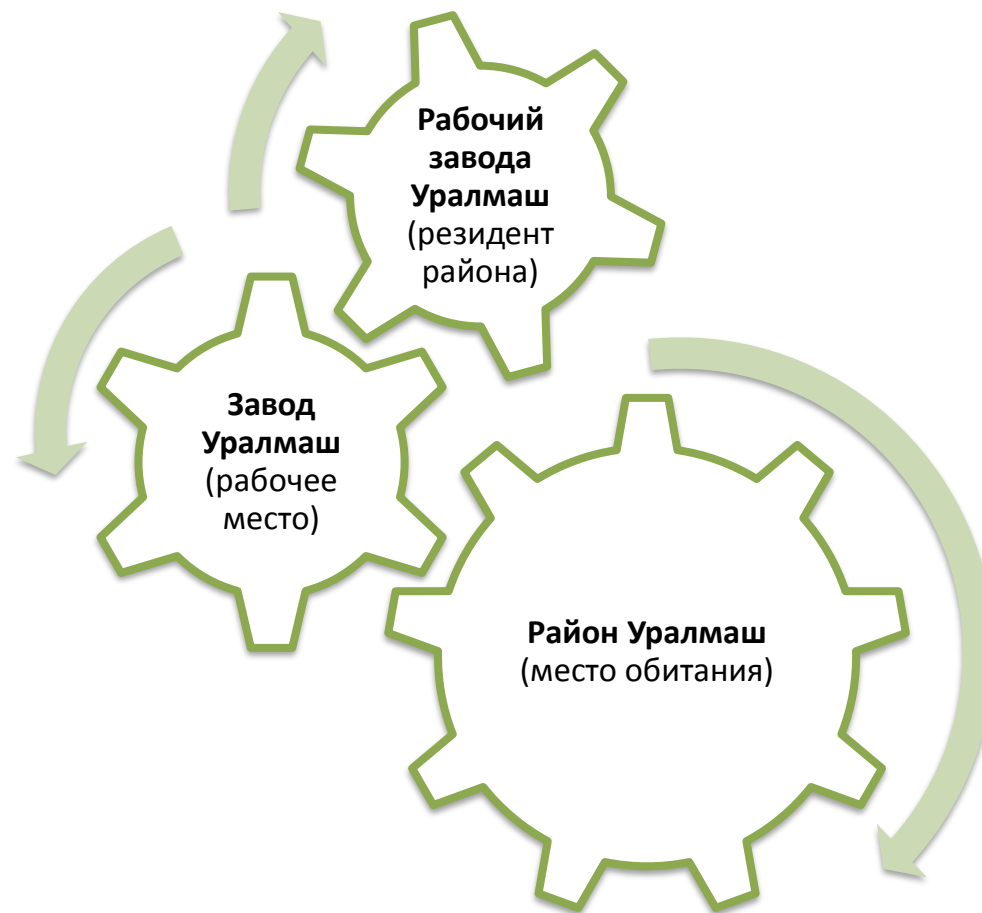 Рабочий
завода
Уралмаш
(резидент
района)
Завод
Уралмаш
(рабочее
место)
Район Уралмаш
(место обитания)